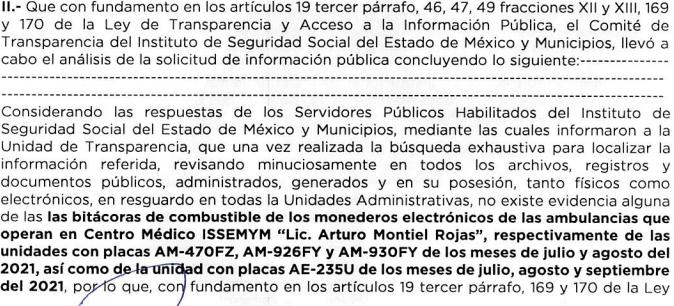 II.- Que con fundamento en los artículos 19 tercer párrafo, 46, 47, 49 fracciones XII y XIII, 169
y 170 de la Ley de Transparencia y Acceso a la Información Pública, el Comité de
Transparencia del Instituto de Seguridad Social del Estado de México y Municipios, llevó a
cabo el análisis de la solicitud de información pública concluyendo lo siguiente:---------------
------------------------------------------------------------------------------------------
------------------------------------------------------------------------------------------
Considerando las respuestas de los Servidores Públicos Habilitados del Instituto de
Seguridad Social del Estado de México y Municipios, mediante las cuales informaron a la
Unidad de Transparencia, que una vez realizada la búsqueda exhaustiva para localizar la
información referida, revisando minuciosamente en todos los archivos, registros y
documentos públicos, administrados, generados y en su posesión, tanto físicos como
electrónicos, en resguardo en todas la Unidades Administrativas, no existe evidencia alguna
de las las bitácoras de combustible de los monederos electrónicos de las ambulancias que
operan en Centro Médico ISSEMYM "Lic. Arturo Montiel Rojas", respectivamente de las
unidades con placas AM-470FZ, AM-926FY y AM-930FY de los meses de julio y agosto del
2021, así como de la unidad con placas AE-235U de los meses de julio, agosto y septiembre
del 2021, por lo que, con fundamento en los artículos 19 tercer párrafo, 169 y 170 de la Ley